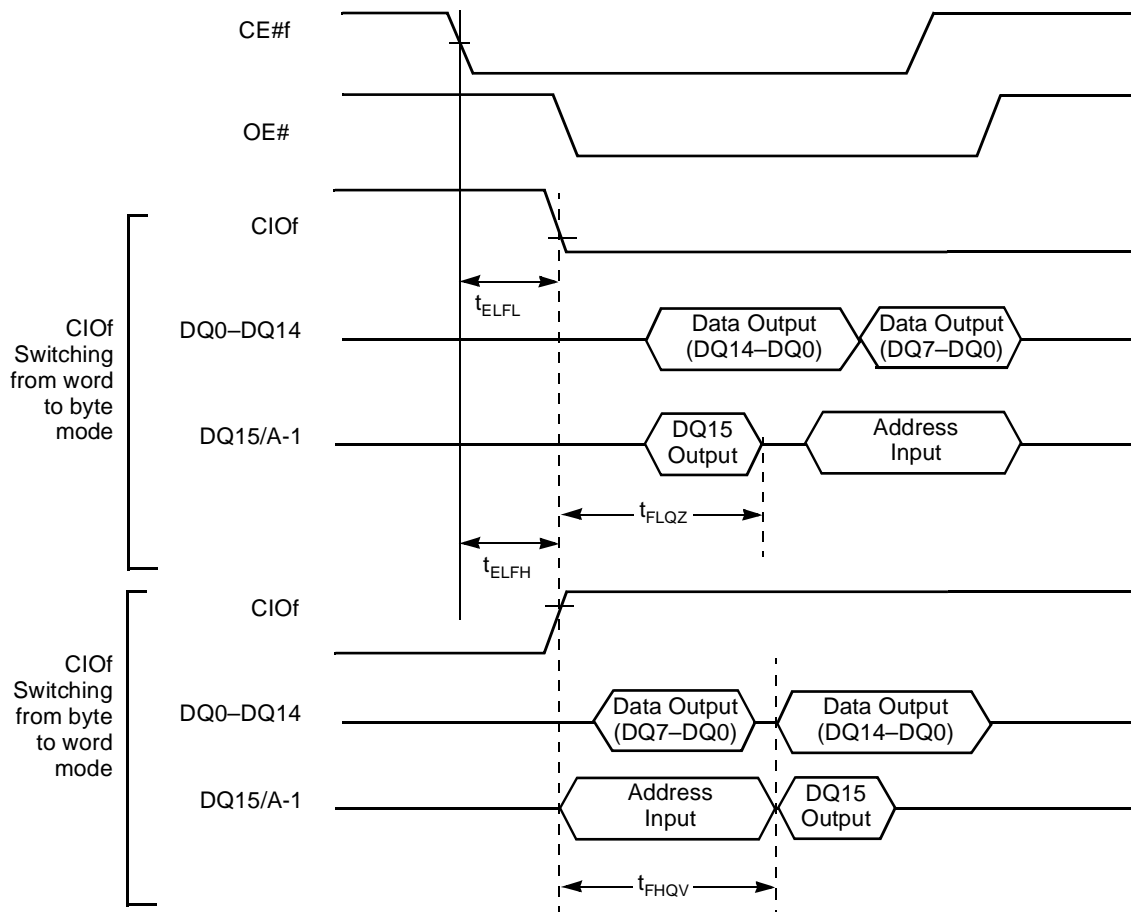 CE#f
OE#
CIOf
Switching
from word
to byte
mode
CIOf
tELFL
DQ0–DQ14
Data Output
(DQ14–DQ0)
Data Output
(DQ7–DQ0)
DQ15/A-1
DQ15
Output
Address
Input
tFLQZ
tELFH
CIOf
Switching
from byte
to word
mode
CIOf
DQ0–DQ14
Data Output
(DQ7–DQ0)
Data Output
(DQ14–DQ0)
DQ15/A-1
Address
Input
DQ15
Output
tFHQV